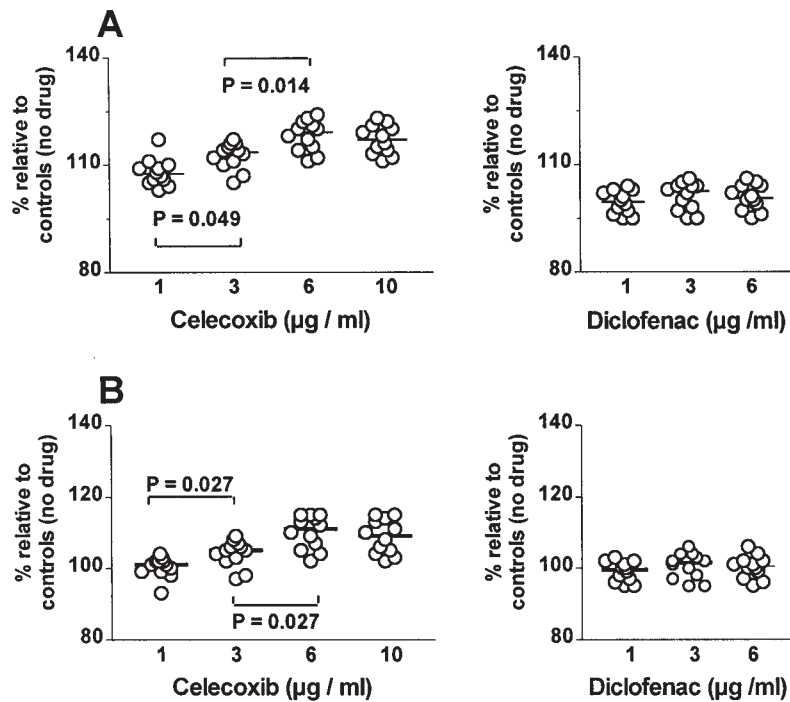 A
% relative to
controls (no drug)
140
110
80
P = 0.014
P = 0.049
1 3 6 10
Celecoxib (µg / ml)
% relative to
controls (no drug)
140
110
80
1 3 6
Diclofenac (µg /ml)
B
% relative to
controls (no drug)
140
120
100
80
P = 0.027
P = 0.027
1 3 6 10
Celecoxib (µg / ml)
% relative to
controls (no drug)
140
120
100
80
1 3 6
Diclofenac (µg /ml)